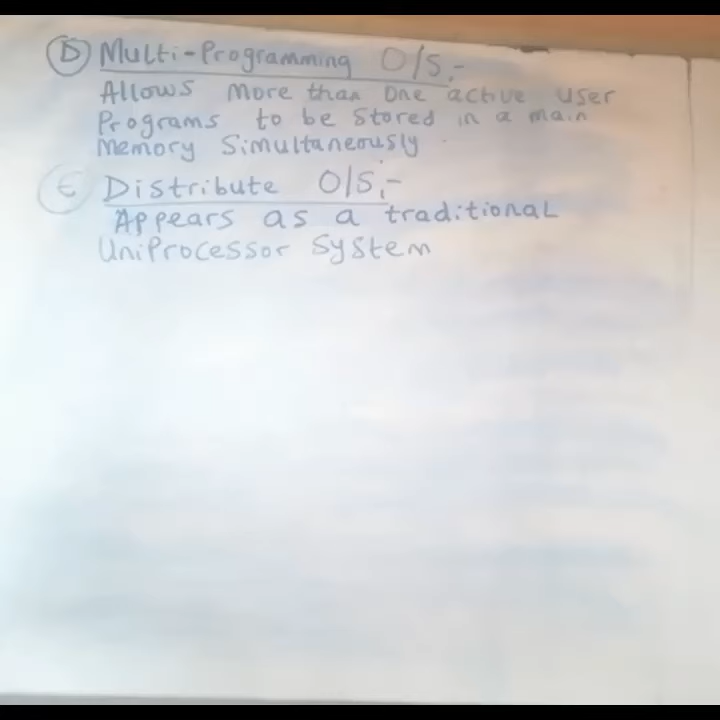 D Multi-Programming O/S:-
Allows more than one active user
Programs to be stored in a main
memory simultaneously
E Distribute O/S:-
Appears as a traditional
UniProcessor System